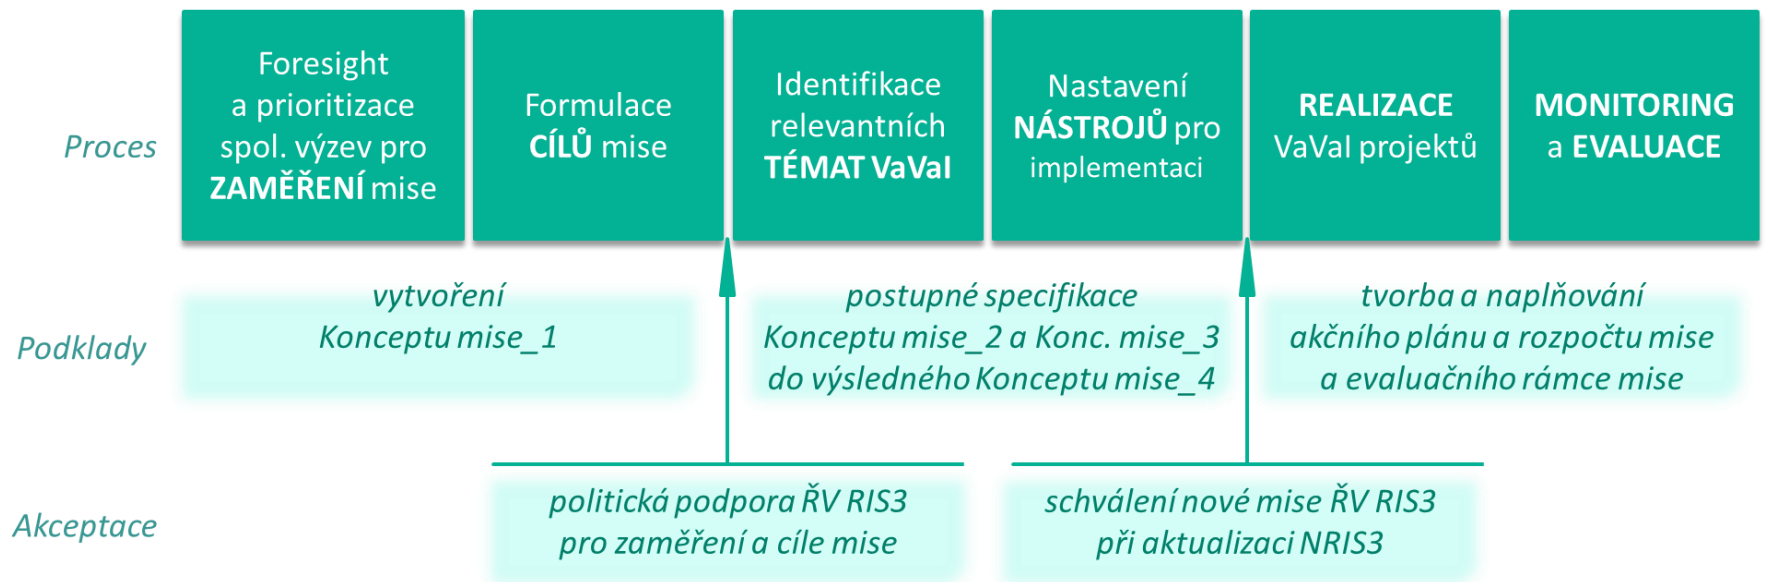 Proces
Foresight
a prioritizace
spol. výzev pro
ZAMĚŘENÍ mise
Formulace
CÍLŮ mise
Identifikace
relevantních
TÉMAT VaVaI
Nastavení
NÁSTROJŮ pro
implementaci
REALIZACE
VaVaI projektů
MONITORING
a EVALUACE
Podklady
vytvoření
Konceptu mise_1
postupné specifikace
Konceptu mise_2 a Konc. mise_3
do výsledného Konceptu mise_4
tvorba a naplňování
akčního plánu a rozpočtu mise
a evaluačního rámce mise
Akceptace
politická podpora ŘV RIS3
pro zaměření a cíle mise
schválení nové mise ŘV RIS3
při aktualizaci NRIS3